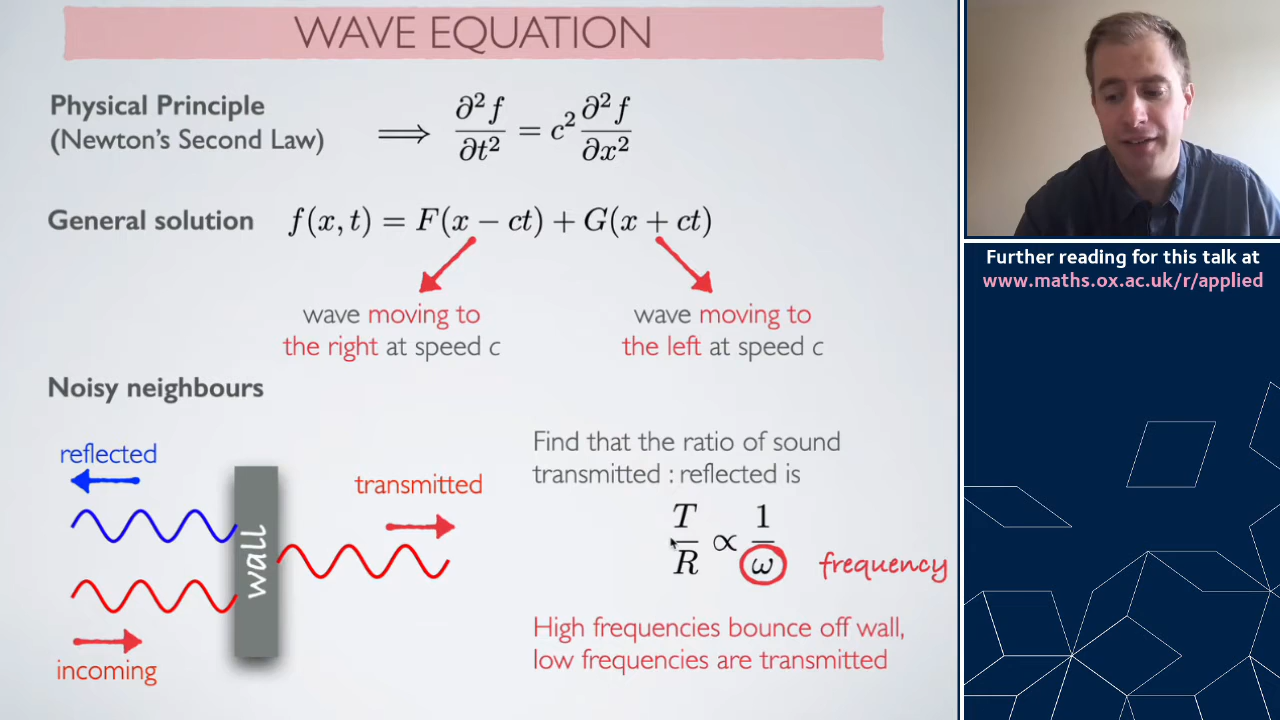 WAVE EQUATION
Physical Principle
(Newton's Second Law)
⟹ ∂²f/∂t² = c² ∂²f/∂x²
General solution f(x, t) = F(x − ct) + G(x + ct)
wave moving to
the right at speed c
wave moving to
the left at speed c
Noisy neighbours
reflected
incoming
wall
transmitted
Find that the ratio of sound
transmitted : reflected is
T/R ∝ 1/ω
frequency
High frequencies bounce off wall,
low frequencies are transmitted
Further reading for this talk at
www.maths.ox.ac.uk/r/applied